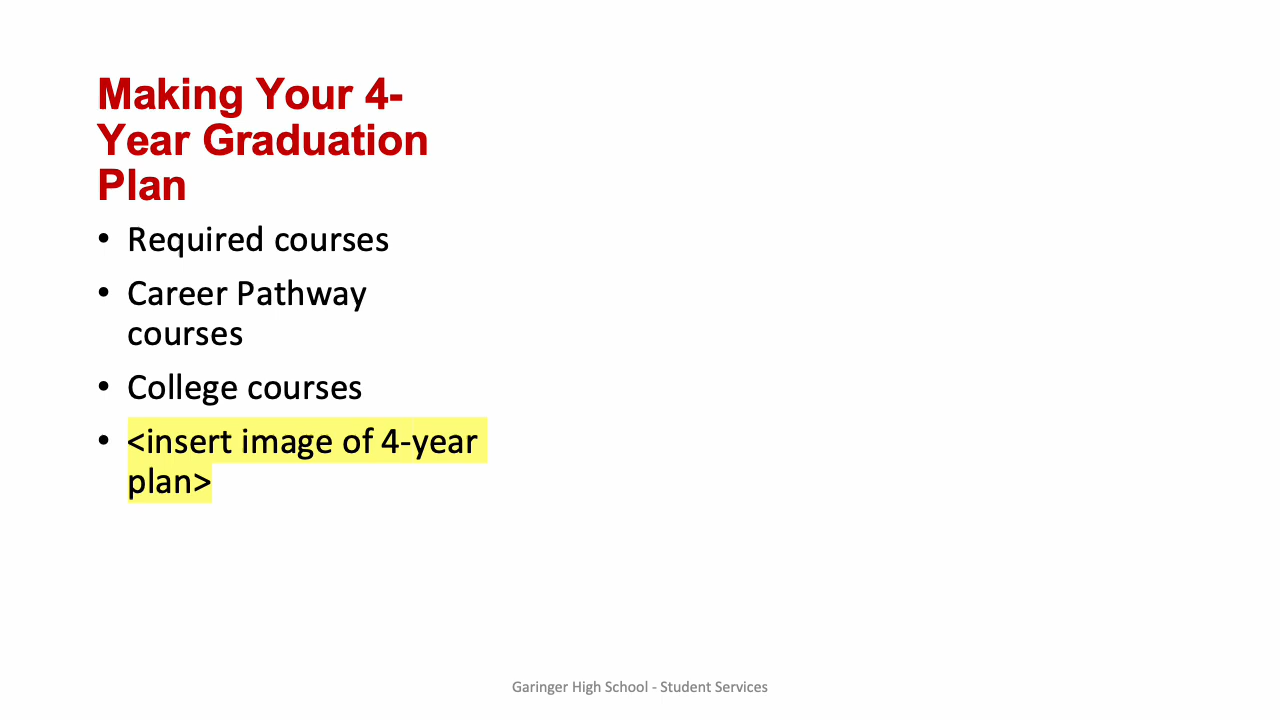 Making Your 4-
Year Graduation
Plan
• Required courses
• Career Pathway
courses
• College courses
• <insert image of 4-year
plan>
Garinger High School - Student Services